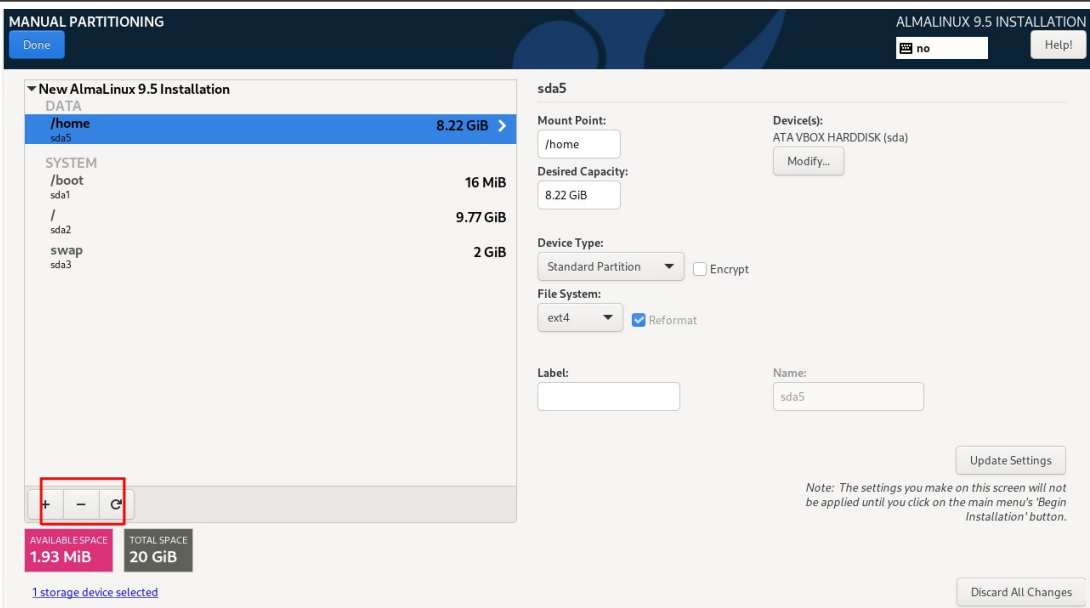 MANUAL PARTITIONING
ALMALINUX 9.5 INSTALLATION
Done
no
Help!
New AlmaLinux 9.5 Installation
DATA
/home
8.22 GiB
sda5
SYSTEM
/boot
16 MiB
sda1
/
9.77 GiB
sda2
swap
2 GiB
sda3
+ −
AVAILABLE SPACE
1.93 MiB
TOTAL SPACE
20 GiB
1 storage device selected
sda5
Mount Point:
/home
Desired Capacity:
8.22 GiB
Device(s):
ATA VBOX HARDDISK (sda)
Modify...
Device Type:
Standard Partition
Encrypt
File System:
ext4
Reformat
Label:
Name:
sda5
Update Settings
Note: The settings you make on this screen will not
be applied until you click on the main menu's 'Begin
Installation' button.
Discard All Changes